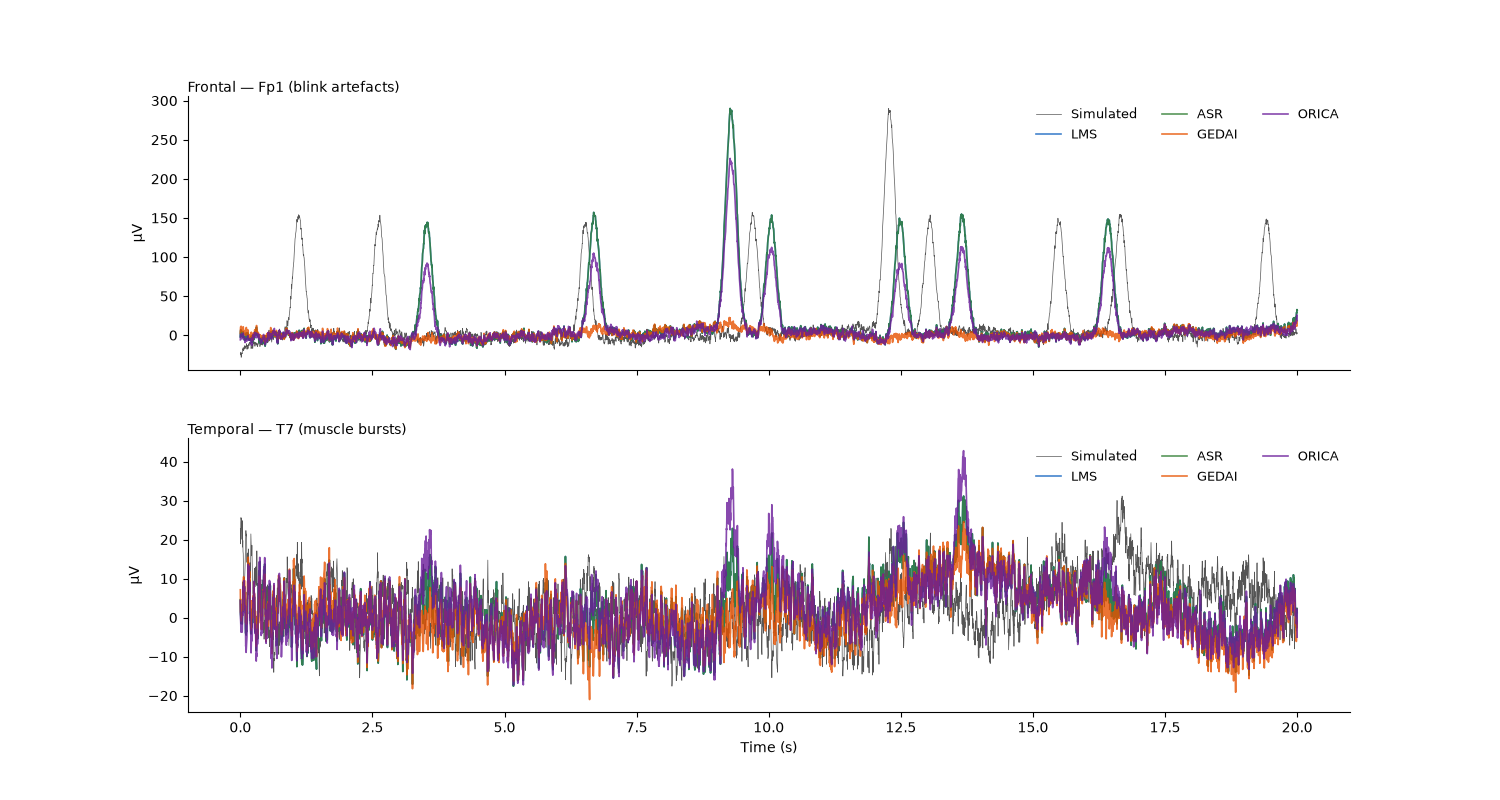 Frontal — Fp1 (blink artefacts)
300
250
200
150
100
50
0
µV
Simulated
LMS
ASR
GEDAI
ORICA
Temporal — T7 (muscle bursts)
40
30
20
10
0
−10
−20
µV
Simulated
LMS
ASR
GEDAI
ORICA
0.0 2.5 5.0 7.5 10.0 12.5 15.0 17.5 20.0
Time (s)